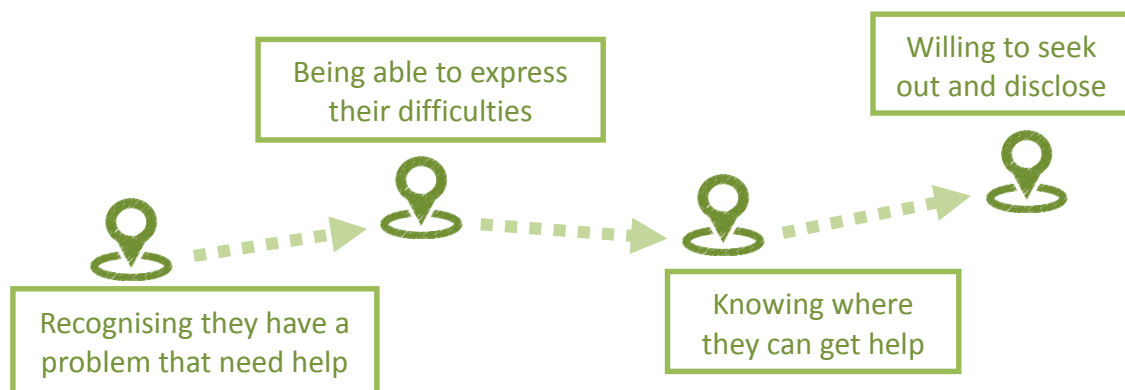 Recognising they have a
problem that need help
Being able to express
their difficulties
Knowing where
they can get help
Willing to seek
out and disclose